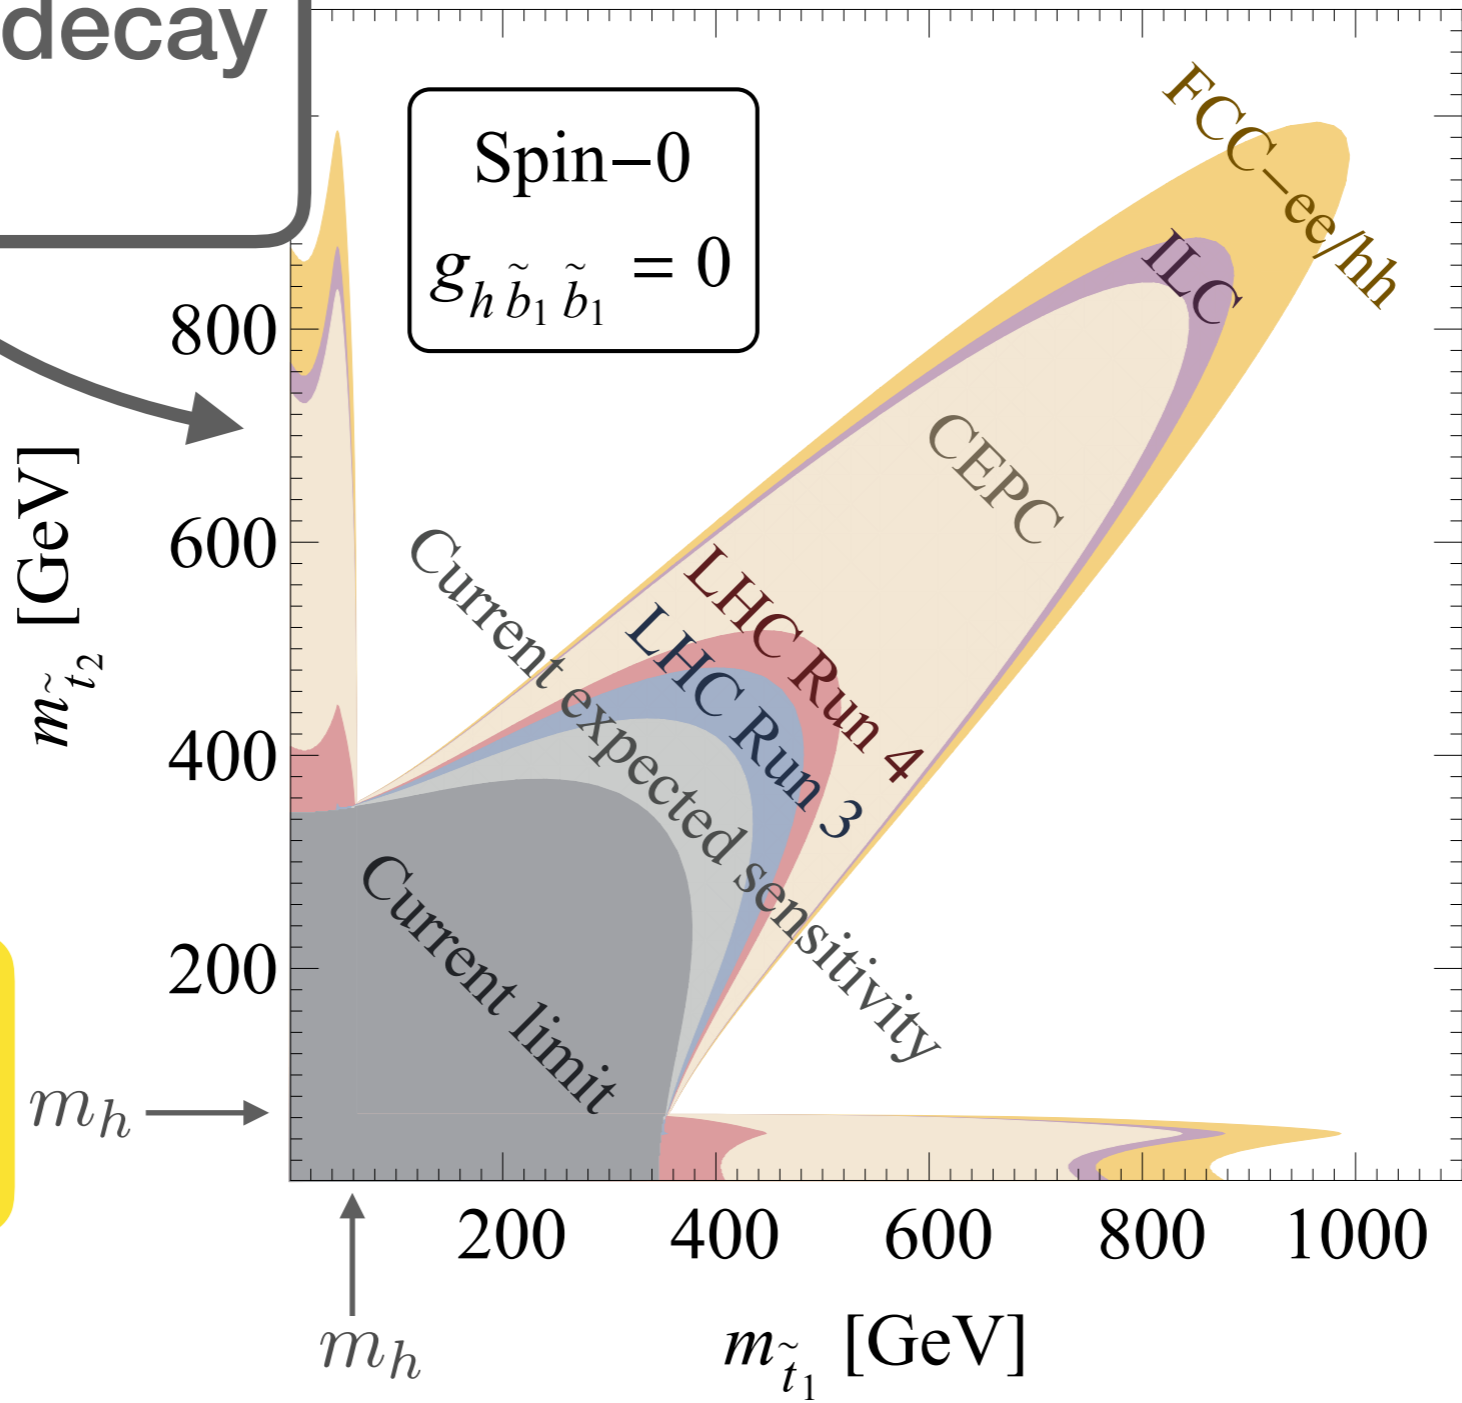 decay
Spin−0
g_{h b̃₁ b̃₁} = 0
FCC−ee/hh
ILC
CEPC
LHC Run 4
LHC Run 3
Current expected sensitivity
Current limit
m_{t̃₂} [GeV]
800
600
400
200
m_h
200 400 600 800 1000
m_h
m_{t̃₁} [GeV]